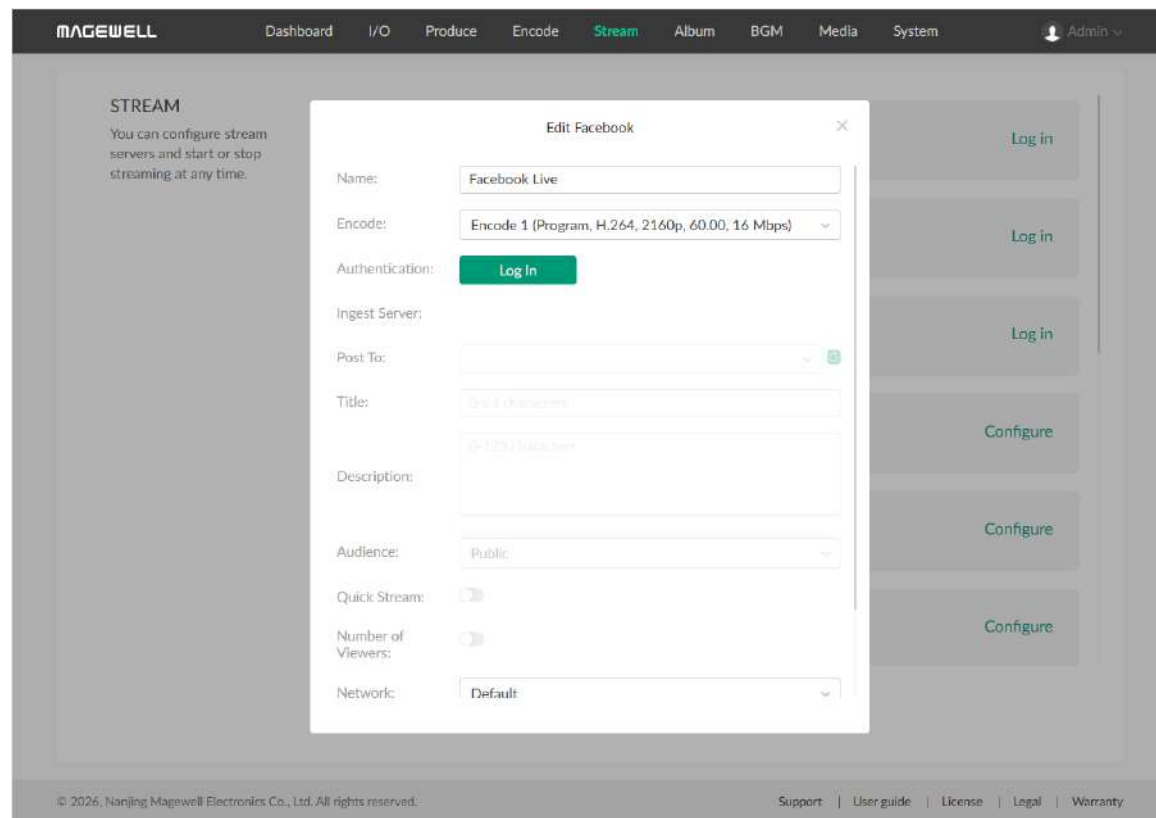 MAGEWELL Dashboard I/O Produce Encode Stream Album BGM Media System Admin
STREAM
You can configure stream
servers and start or stop
streaming at any time.
Edit Facebook
Name: Facebook Live
Encode: Encode 1 (Program, H.264, 2160p, 60.00, 16 Mbps)
Authentication: Log In
Ingest Server:
Post To:
Title: 0-64 characters
Description:
Audience: Public
Quick Stream:
Number of
Viewers:
Network: Default
Log in
Log in
Log in
Configure
Configure
Configure
© 2026, Nanjing Magewell Electronics Co., Ltd. All rights reserved.
Support | User guide | License | Legal | Warranty